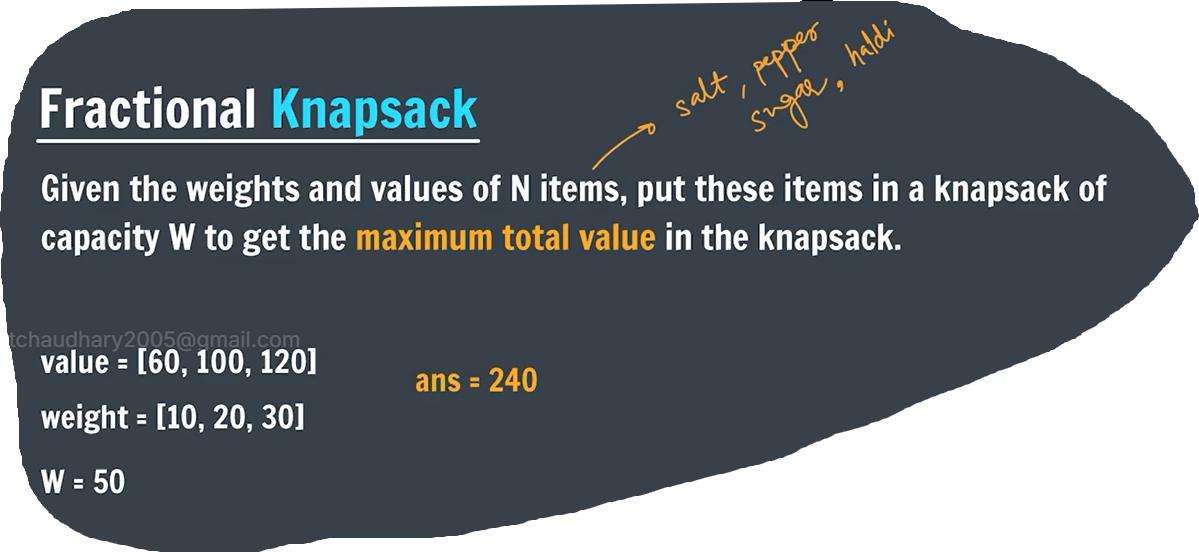 salt, pepper
sugar, haldi
Fractional Knapsack
Given the weights and values of N items, put these items in a knapsack of
capacity W to get the maximum total value in the knapsack.
tchaudhary2005@gmail.com
value = [60, 100, 120]
ans = 240
weight = [10, 20, 30]
W = 50